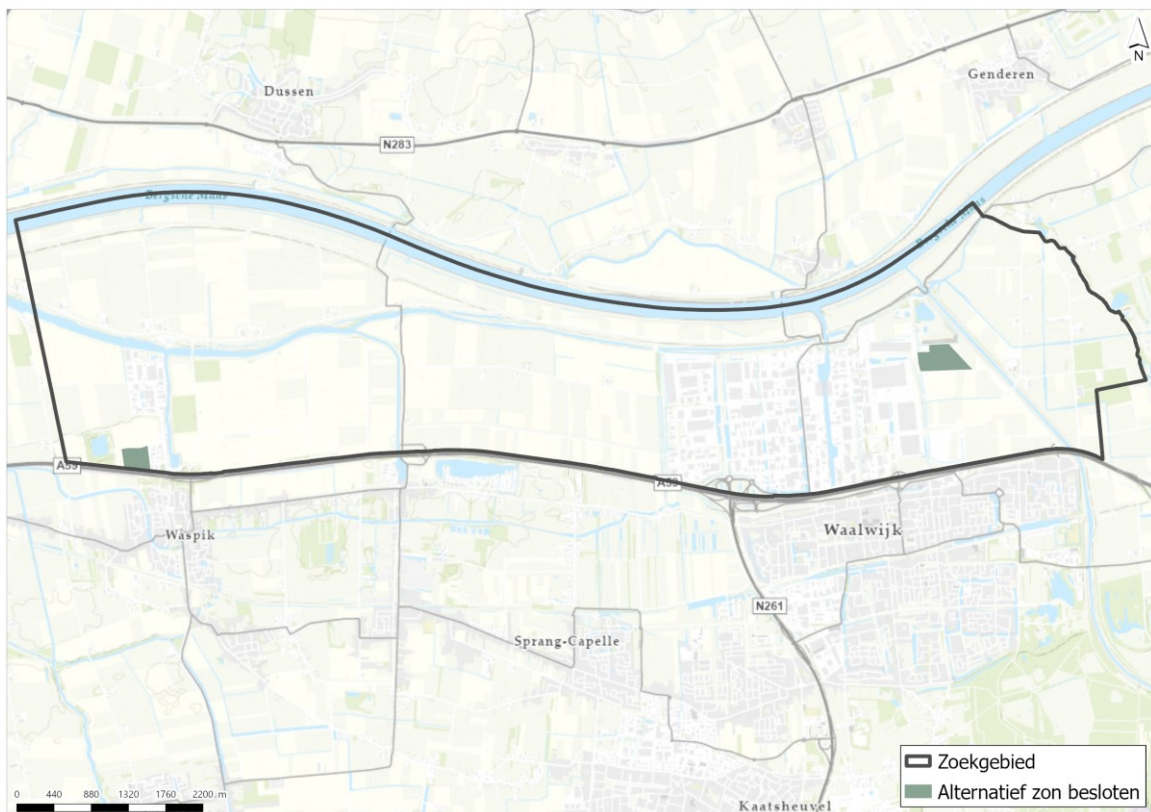 N
Genderen
Dussen
N283
Bergsche Maas
Bergsche Maas
A59
A59
Waspik
Waalwijk
N261
Sprang-Capelle
Kaatsheuvel
Zoekgebied
Alternatief zon besloten
0 440 880 1320 1760 2200 m